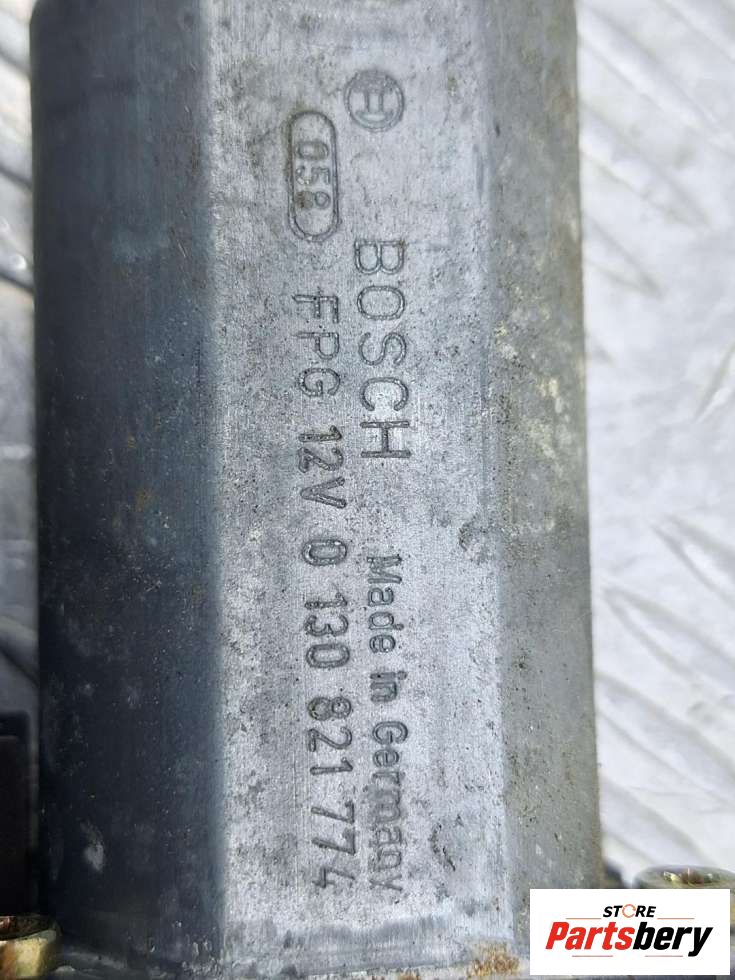 BOSCH Made in Germany
058 FPG 12V 0 130 821 774
STORE
Partsbery